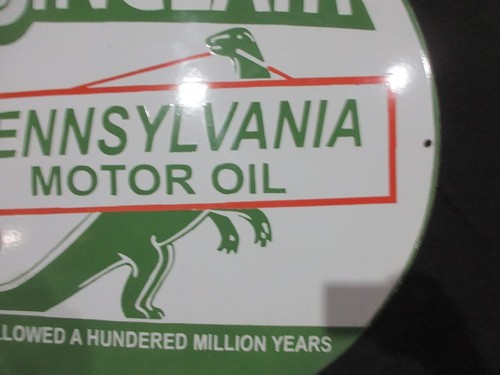 ENNSYLVANIA
MOTOR OIL
LLOWED A HUNDERED MILLION YEARS